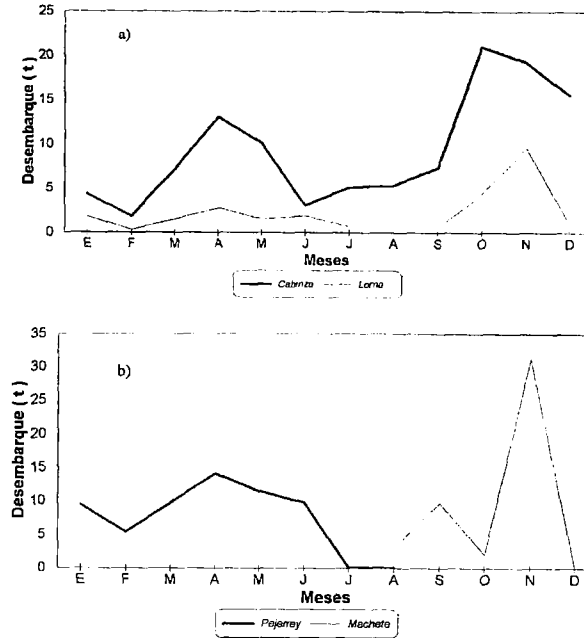 a)
Desembarque ( t )
25
20
15
10
5
0
E F M A M J J A S O N D
Meses
Cabinza Lorna
b)
Desembarque ( t )
35
30
25
20
15
10
5
0
E F M A M J J A S O N D
Meses
Pejerrey Machete